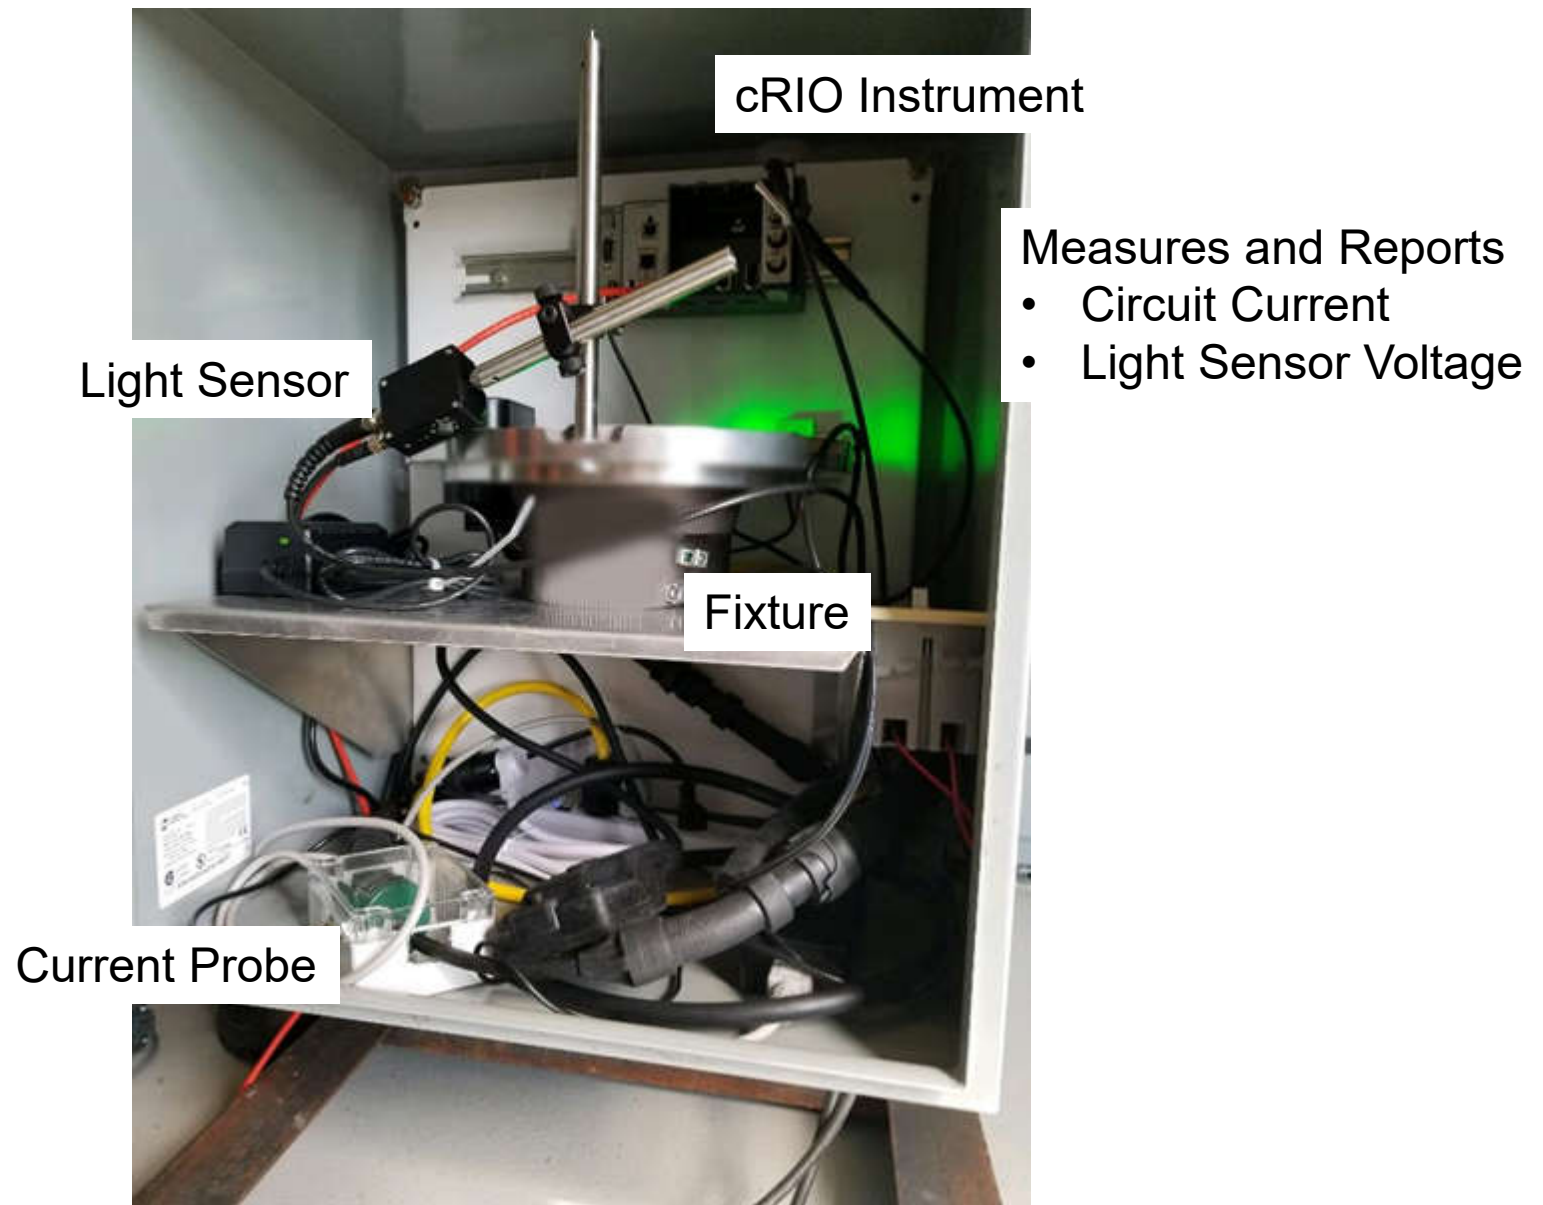 cRIO Instrument
Measures and Reports
• Circuit Current
• Light Sensor Voltage
Light Sensor
Fixture
Current Probe